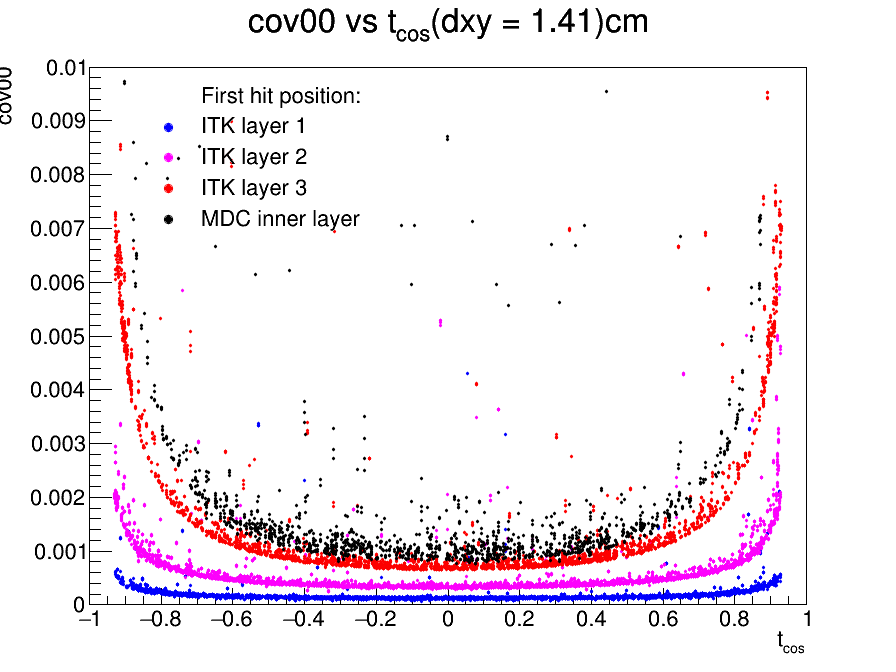 cov00 vs t_cos(dxy = 1.41)cm
cov00
0.01
0.009
0.008
0.007
0.006
0.005
0.004
0.003
0.002
0.001
0
First hit position:
ITK layer 1
ITK layer 2
ITK layer 3
MDC inner layer
−1 −0.8 −0.6 −0.4 −0.2 0 0.2 0.4 0.6 0.8 1
t_cos